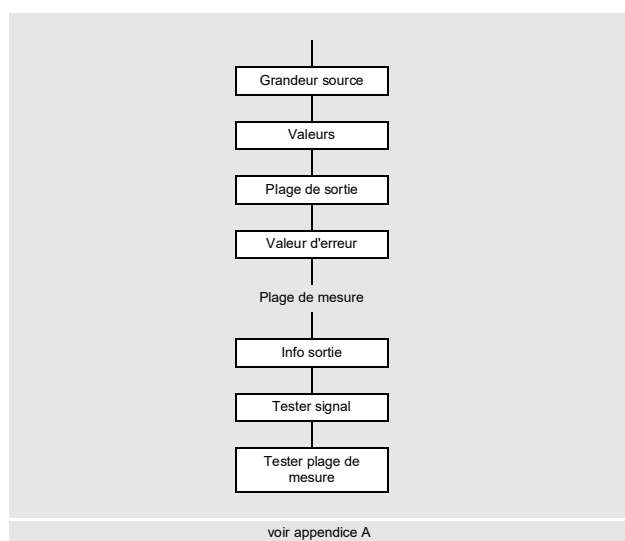 Grandeur source
Valeurs
Plage de sortie
Valeur d'erreur
Plage de mesure
Info sortie
Tester signal
Tester plage de
mesure
voir appendice A